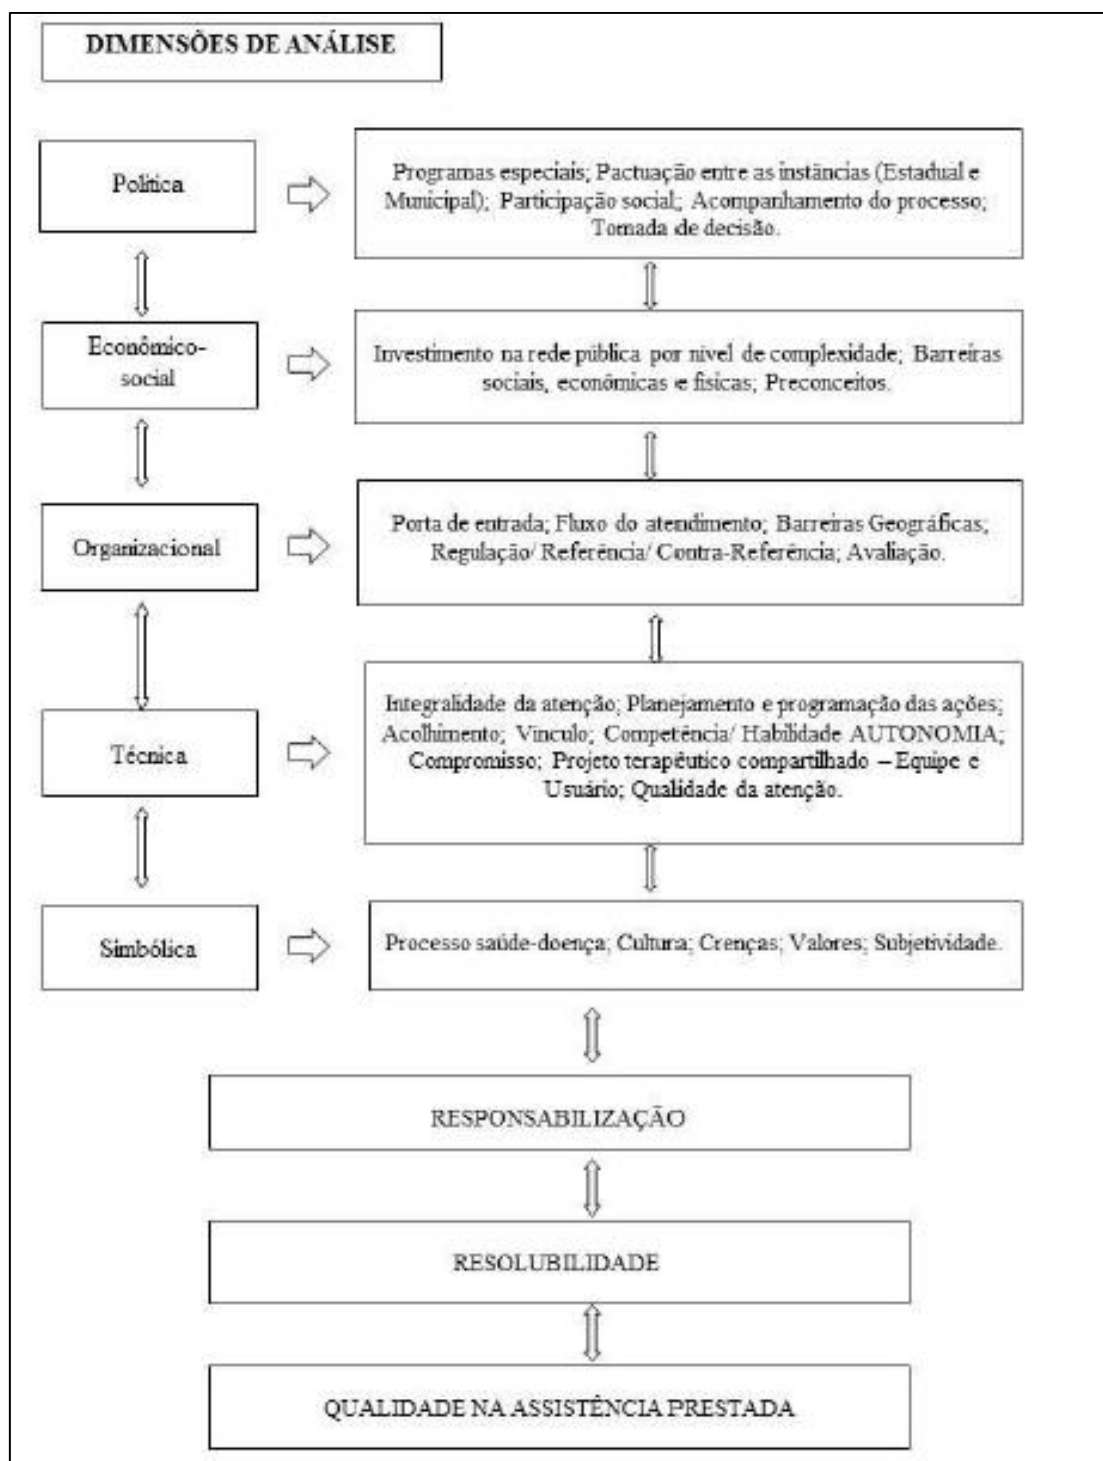 DIMENSÕES DE ANÁLISE
Política
Programas especiais; Pactuação entre as instâncias (Estadual e
Municipal); Participação social; Acompanhamento do processo;
Tomada de decisão.
Econômico-
social
Investimento na rede pública por nível de complexidade; Barreiras
sociais, econômicas e físicas; Preconceitos.
Organizacional
Porta de entrada; Fluxo do atendimento; Barreiras Geográficas;
Regulação/ Referência/ Contra-Referência; Avaliação.
Técnica
Integralidade da atenção; Planejamento e programação das ações;
Acolhimento; Vínculo; Competência/ Habilidade AUTONOMIA;
Compromisso; Projeto terapêutico compartilhado – Equipe e
Usuário; Qualidade da atenção.
Simbólica
Processo saúde-doença; Cultura; Crenças; Valores; Subjetividade.
RESPONSABILIZAÇÃO
RESOLUBILIDADE
QUALIDADE NA ASSISTÊNCIA PRESTADA